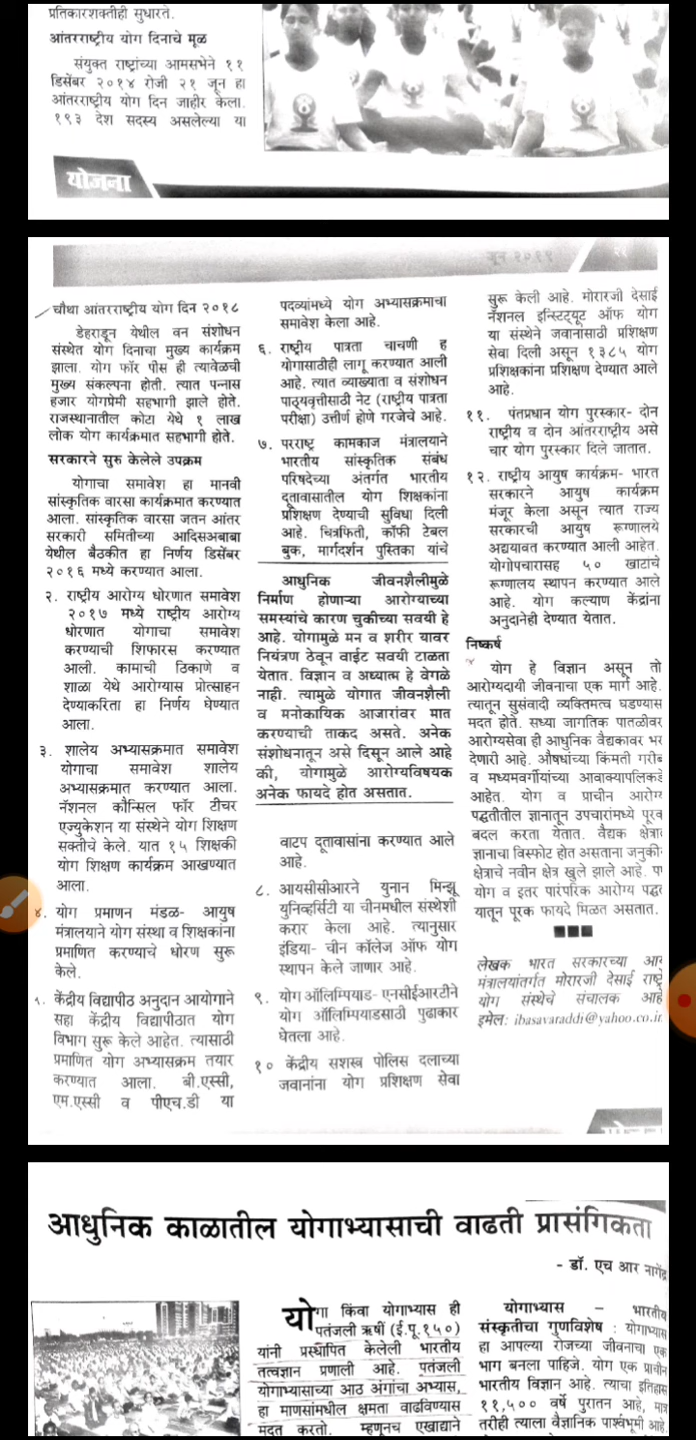 प्रतिकारशक्तीही सुधारते.
आंतरराष्ट्रीय योग दिनाचे मूळ
संयुक्त राष्ट्रांच्या आमसभेने ११
डिसेंबर २०१४ रोजी २१ जून हा
आंतरराष्ट्रीय योग दिन जाहीर केला.
१९३ देश सदस्य असलेल्या या
योजना
चौथा आंतरराष्ट्रीय योग दिन २०१८
डेहराडून येथील वन संशोधन
संस्थेत योग दिनाचा मुख्य कार्यक्रम
झाला. योग फॉर पीस ही त्यावेळची
मुख्य संकल्पना होती. त्यात पन्नास
हजार योगप्रेमी सहभागी झाले होते.
राजस्थानातील कोटा येथे १ लाख
लोक योग कार्यक्रमात सहभागी होते.
सरकारने सुरु केलेले उपक्रम
योगाचा समावेश हा मानवी
सांस्कृतिक वारसा कार्यक्रमात करण्यात
आला. सांस्कृतिक वारसा जतन आंतर
सरकारी समितीच्या आदिसअबाबा
येथील बैठकीत हा निर्णय डिसेंबर
२०१६ मध्ये करण्यात आला.
२. राष्ट्रीय आरोग्य धोरणात समावेश
२०१७ मध्ये राष्ट्रीय आरोग्य
धोरणात योगाचा समावेश
करण्याची शिफारस करण्यात
आली. कामाची ठिकाणे व
शाळा येथे आरोग्यास प्रोत्साहन
देण्याकरिता हा निर्णय घेण्यात
आला.
३. शालेय अभ्यासक्रमात समावेश
योगाचा समावेश शालेय
अभ्यासक्रमात करण्यात आला.
नॅशनल कौन्सिल फॉर टीचर
एज्युकेशन या संस्थेने योग शिक्षण
सक्तीचे केले. यात १५ शिक्षकी
योग शिक्षण कार्यक्रम आखण्यात
आला.
४. योग प्रमाणन मंडळ- आयुष
मंत्रालयाने योग संस्था व शिक्षकांना
प्रमाणित करण्याचे धोरण सुरू
केले.
केंद्रीय विद्यापीठ अनुदान आयोगाने
सहा केंद्रीय विद्यापीठात योग
विभाग सुरू केले आहेत. त्यासाठी
प्रमाणित योग अभ्यासक्रम तयार
करण्यात आला. बी.एस्सी,
एम.एस्सी व पीएच.डी या
पदव्यांमध्ये योग अभ्यासक्रमाचा
समावेश केला आहे.
६. राष्ट्रीय पात्रता चाचणी ह
योगासाठीही लागू करण्यात आली
आहे. त्यात व्याख्याता व संशोधन
पाठ्यवृत्तीसाठी नेट (राष्ट्रीय पात्रता
परीक्षा) उत्तीर्ण होणे गरजेचे आहे.
७. परराष्ट्र कामकाज मंत्रालयाने
भारतीय सांस्कृतिक संबंध
परिषदेच्या अंतर्गत भारतीय
दूतावासातील योग शिक्षकांना
प्रशिक्षण देण्याची सुविधा दिली
आहे. चित्रफिती, कॉफी टेबल
बुक, मार्गदर्शन पुस्तिका यांचे
आधुनिक जीवनशैलीमुळे
निर्माण होणाऱ्या आरोग्याच्या
समस्यांचे कारण चुकीच्या सवयी हे
आहे. योगामुळे मन व शरीर यावर
नियंत्रण ठेवून वाईट सवयी टाळता
येतात. विज्ञान व अध्यात्म हे वेगळे
नाही. त्यामुळे योगात जीवनशैली
व मनोकायिक आजारांवर मात
करण्याची ताकद असते. अनेक
संशोधनातून असे दिसून आले आहे
की, योगामुळे आरोग्यविषयक
अनेक फायदे होत असतात.
वाटप दूतावासांना करण्यात आले
आहे.
८. आयसीसीआरने युनान मिन्झू
युनिव्हर्सिटी या चीनमधील संस्थेशी
करार केला आहे. त्यानुसार
इंडिया- चीन कॉलेज ऑफ योग
स्थापन केले जाणार आहे.
९. योग ऑलिम्पियाड- एनसीईआरटीने
योग ऑलिम्पियाडसाठी पुढाकार
घेतला आहे.
१० केंद्रीय सशस्त्र पोलिस दलाच्या
जवानांना योग प्रशिक्षण सेवा
सुरू केली आहे. मोरारजी देसाई
नॅशनल इन्स्टिट्यूट ऑफ योग
या संस्थेने जवानांसाठी प्रशिक्षण
सेवा दिली असून १३८५ योग
प्रशिक्षकांना प्रशिक्षण देण्यात आले
आहे.
११. पंतप्रधान योग पुरस्कार- दोन
राष्ट्रीय व दोन आंतरराष्ट्रीय असे
चार योग पुरस्कार दिले जातात.
१२. राष्ट्रीय आयुष कार्यक्रम- भारत
सरकारने आयुष कार्यक्रम
मंजूर केला असून त्यात राज्य
सरकारची आयुष रूग्णालये
अद्ययावत करण्यात आली आहेत.
योगोपचारासह ५० खाटांचे
रूग्णालय स्थापन करण्यात आले
आहे. योग कल्याण केंद्रांना
अनुदानेही देण्यात येतात.
निष्कर्ष
योग हे विज्ञान असून तो
आरोग्यदायी जीवनाचा एक मार्ग आहे.
त्यातून सुसंवादी व्यक्तिमत्व घडण्यास
मदत होते. सध्या जागतिक पातळीवर
आरोग्यसेवा ही आधुनिक वैद्यकावर भर
देणारी आहे. औषधांच्या किंमती गरीब
व मध्यमवर्गीयांच्या आवाक्यापलिकडे
आहेत. योग व प्राचीन आरोग्य
पद्धतीतील ज्ञानातून उपचारांमध्ये पूरक
बदल करता येतात. वैद्यक क्षेत्रा
ज्ञानाचा विस्फोट होत असताना जनुकी
क्षेत्राचे नवीन क्षेत्र खुले झाले आहे. प
योग व इतर पारंपरिक आरोग्य पद्धत
यातून पूरक फायदे मिळत असतात.
लेखक भारत सरकारच्या आर
मंत्रालयांतर्गत मोरारजी देसाई राष्ट्रे
योग संस्थेचे संचालक आहे
इमेल: ibasavaraddi@yahoo.co.in
आधुनिक काळातील योगाभ्यासाची वाढती प्रासंगिकता
- डॉ. एच आर नागेंद्र
योगा किंवा योगाभ्यास ही
पतंजली ऋषीं (ई.पू.१५०)
यांनी प्रस्थापित केलेली भारतीय
तत्वज्ञान प्रणाली आहे. पतंजली
योगाभ्यासाच्या आठ अंगांचा अभ्यास,
हा माणसांमधील क्षमता वाढविण्यास
मदत करतो. म्हणूनच एखाद्याने
योगाभ्यास – भारतीय
संस्कृतीचा गुणविशेष : योगाभ्यास
हा आपल्या रोजच्या जीवनाचा एक
भाग बनला पाहिजे. योग एक प्राचीन
भारतीय विज्ञान आहे. त्याचा इतिहास
११,५०० वर्षे पुरातन आहे, मात्र
तरीही त्याला वैज्ञानिक पार्श्वभूमी आहे.